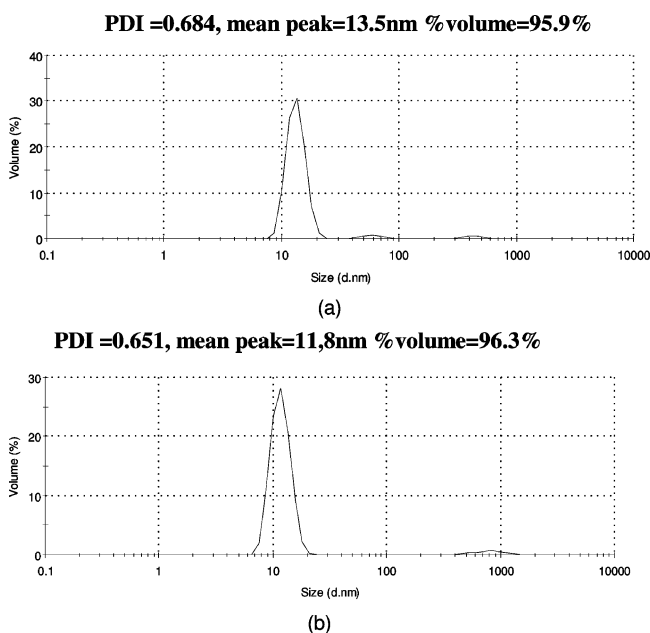 PDI =0.684, mean peak=13.5nm %volume=95.9%
40
30
20
10
0
Volume (%)
0.1 1 10 100 1000 10000
Size (d.nm)
(a)
PDI =0.651, mean peak=11,8nm %volume=96.3%
30
20
10
0
Volume (%)
0.1 1 10 100 1000 10000
Size (d.nm)
(b)